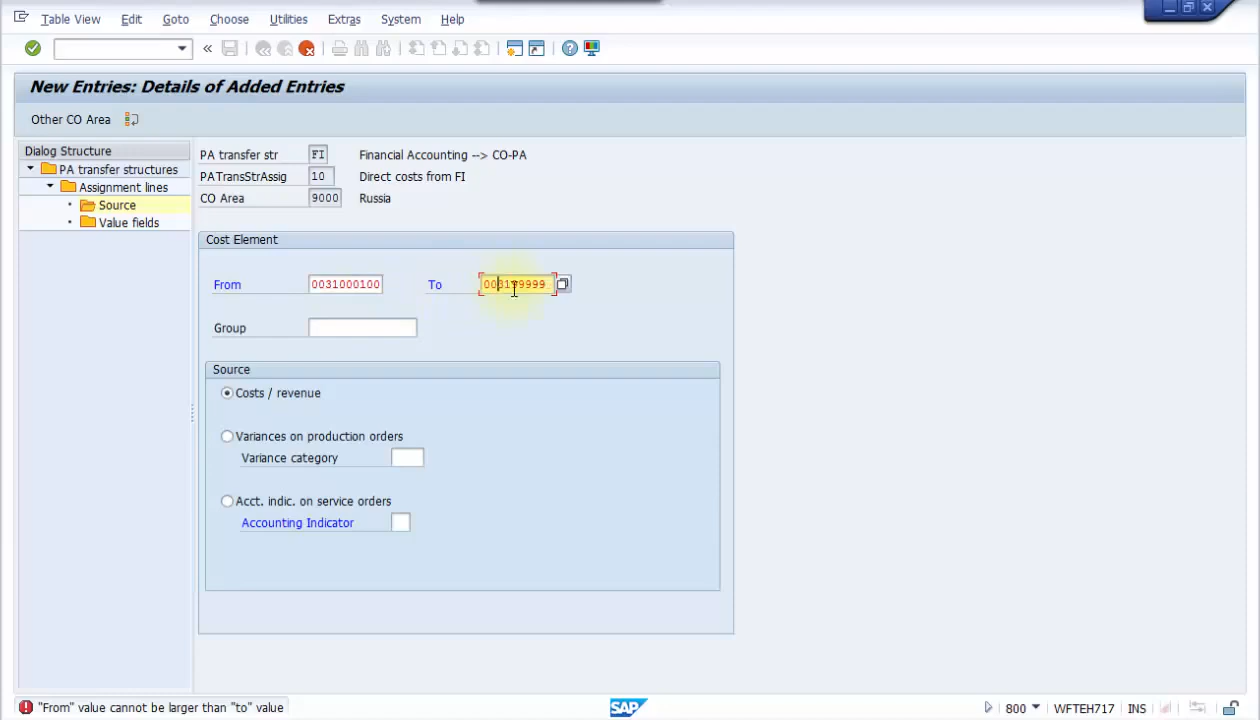 Table View Edit Goto Choose Utilities Extras System Help
New Entries: Details of Added Entries
Other CO Area
Dialog Structure
PA transfer structures
Assignment lines
Source
Value fields
PA transfer str FI Financial Accounting --> CO-PA
PATransStrAssig 10 Direct costs from FI
CO Area 9000 Russia
Cost Element
From 0031000100 To 003199999
Group
Source
Costs / revenue
Variances on production orders
Variance category
Acct. indic. on service orders
Accounting Indicator
"From" value cannot be larger than "to" value
SAP
800 WFTEH717 INS